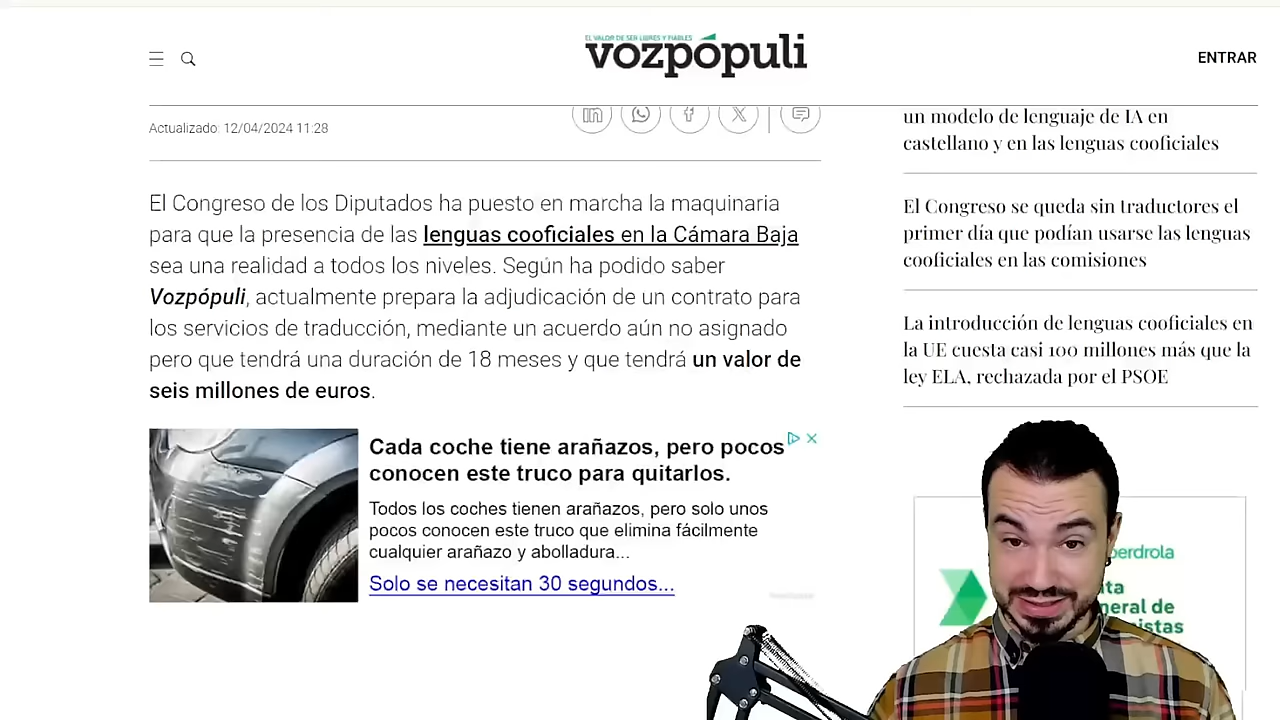 EL VALOR DE SER LIBRES Y FIABLES
vozpópuli
ENTRAR
Actualizado: 12/04/2024 11:28
El Congreso de los Diputados ha puesto en marcha la maquinaria
para que la presencia de las lenguas cooficiales en la Cámara Baja
sea una realidad a todos los niveles. Según ha podido saber
Vozpópuli, actualmente prepara la adjudicación de un contrato para
los servicios de traducción, mediante un acuerdo aún no asignado
pero que tendrá una duración de 18 meses y que tendrá un valor de
seis millones de euros.
Cada coche tiene arañazos, pero pocos
conocen este truco para quitarlos.
Todos los coches tienen arañazos, pero solo unos
pocos conocen este truco que elimina fácilmente
cualquier arañazo y abolladura...
Solo se necesitan 30 segundos...
un modelo de lenguaje de IA en
castellano y en las lenguas cooficiales
El Congreso se queda sin traductores el
primer día que podían usarse las lenguas
cooficiales en las comisiones
La introducción de lenguas cooficiales en
la UE cuesta casi 100 millones más que la
ley ELA, rechazada por el PSOE
berdrola
ta
neral de
nistas